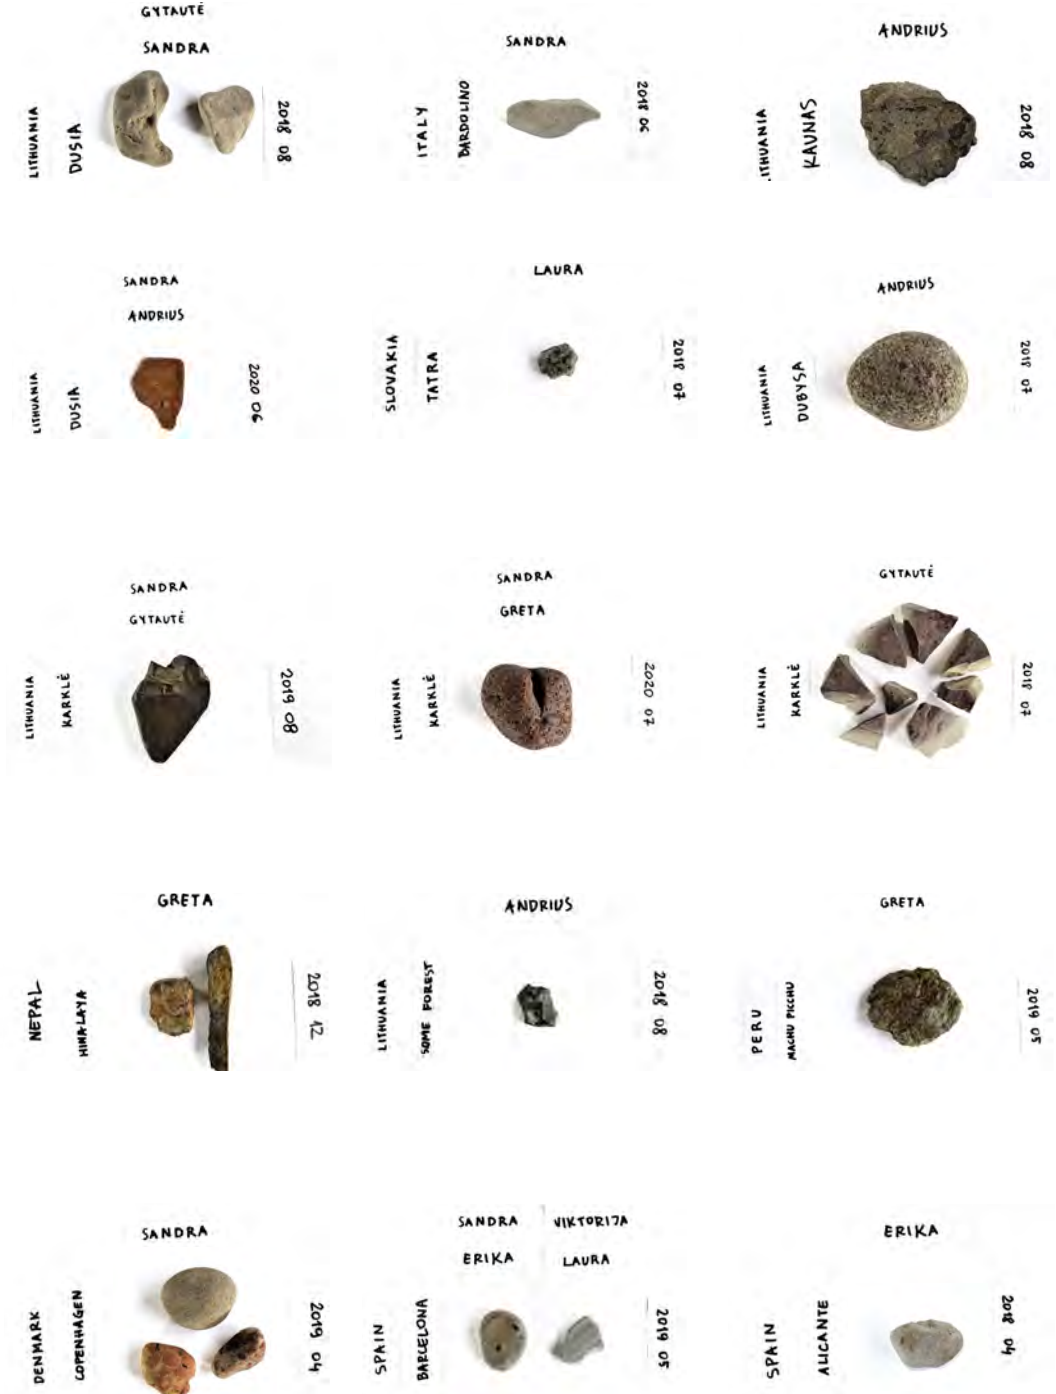 GYTAUTĖ
SANDRA
LITHUANIA
DUSIA
2018 08
SANDRA
ITALY
BARDOLINO
2018 06
ANDRIUS
LITHUANIA
KAUNAS
2018 08
SANDRA
ANDRIUS
LITHUANIA
DUSIA
2020 06
LAURA
SLOVAKIA
TATRA
2018 07
ANDRIUS
LITHUANIA
DUBYSA
2018 07
SANDRA
GYTAUTĖ
LITHUANIA
KARKLĖ
2019 08
SANDRA
GRETA
LITHUANIA
KARKLĖ
2020 07
GYTAUTĖ
LITHUANIA
KARKLĖ
2018 07
GRETA
NEPAL
HIMALAYA
2018 12
ANDRIUS
LITHUANIA
SOME FOREST
2018 08
GRETA
PERU
MACHU PICCHU
2019 05
SANDRA
DENMARK
COPENHAGEN
2019 04
SANDRA VIKTORIJA
ERIKA LAURA
SPAIN
BARCELONA
2019 05
ERIKA
SPAIN
ALICANTE
2018 04